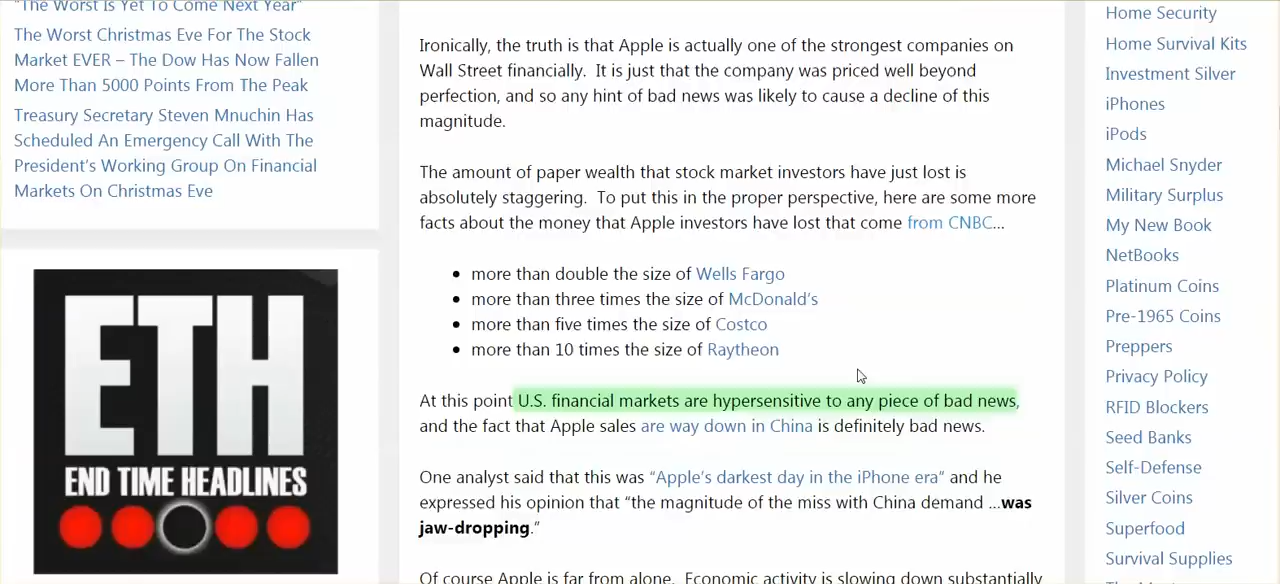 "The Worst Is Yet To Come Next Year"
The Worst Christmas Eve For The Stock
Market EVER – The Dow Has Now Fallen
More Than 5000 Points From The Peak
Treasury Secretary Steven Mnuchin Has
Scheduled An Emergency Call With The
President's Working Group On Financial
Markets On Christmas Eve
ETH
END TIME HEADLINES
Ironically, the truth is that Apple is actually one of the strongest companies on
Wall Street financially.  It is just that the company was priced well beyond
perfection, and so any hint of bad news was likely to cause a decline of this
magnitude.
The amount of paper wealth that stock market investors have just lost is
absolutely staggering.  To put this in the proper perspective, here are some more
facts about the money that Apple investors have lost that come from CNBC…
• more than double the size of Wells Fargo
• more than three times the size of McDonald's
• more than five times the size of Costco
• more than 10 times the size of Raytheon
At this point U.S. financial markets are hypersensitive to any piece of bad news,
and the fact that Apple sales are way down in China is definitely bad news.
One analyst said that this was "Apple's darkest day in the iPhone era" and he
expressed his opinion that "the magnitude of the miss with China demand …was
jaw-dropping."
Of course Apple is far from alone.  Economic activity is slowing down substantially
Home Security
Home Survival Kits
Investment Silver
iPhones
iPods
Michael Snyder
Military Surplus
My New Book
NetBooks
Platinum Coins
Pre-1965 Coins
Preppers
Privacy Policy
RFID Blockers
Seed Banks
Self-Defense
Silver Coins
Superfood
Survival Supplies